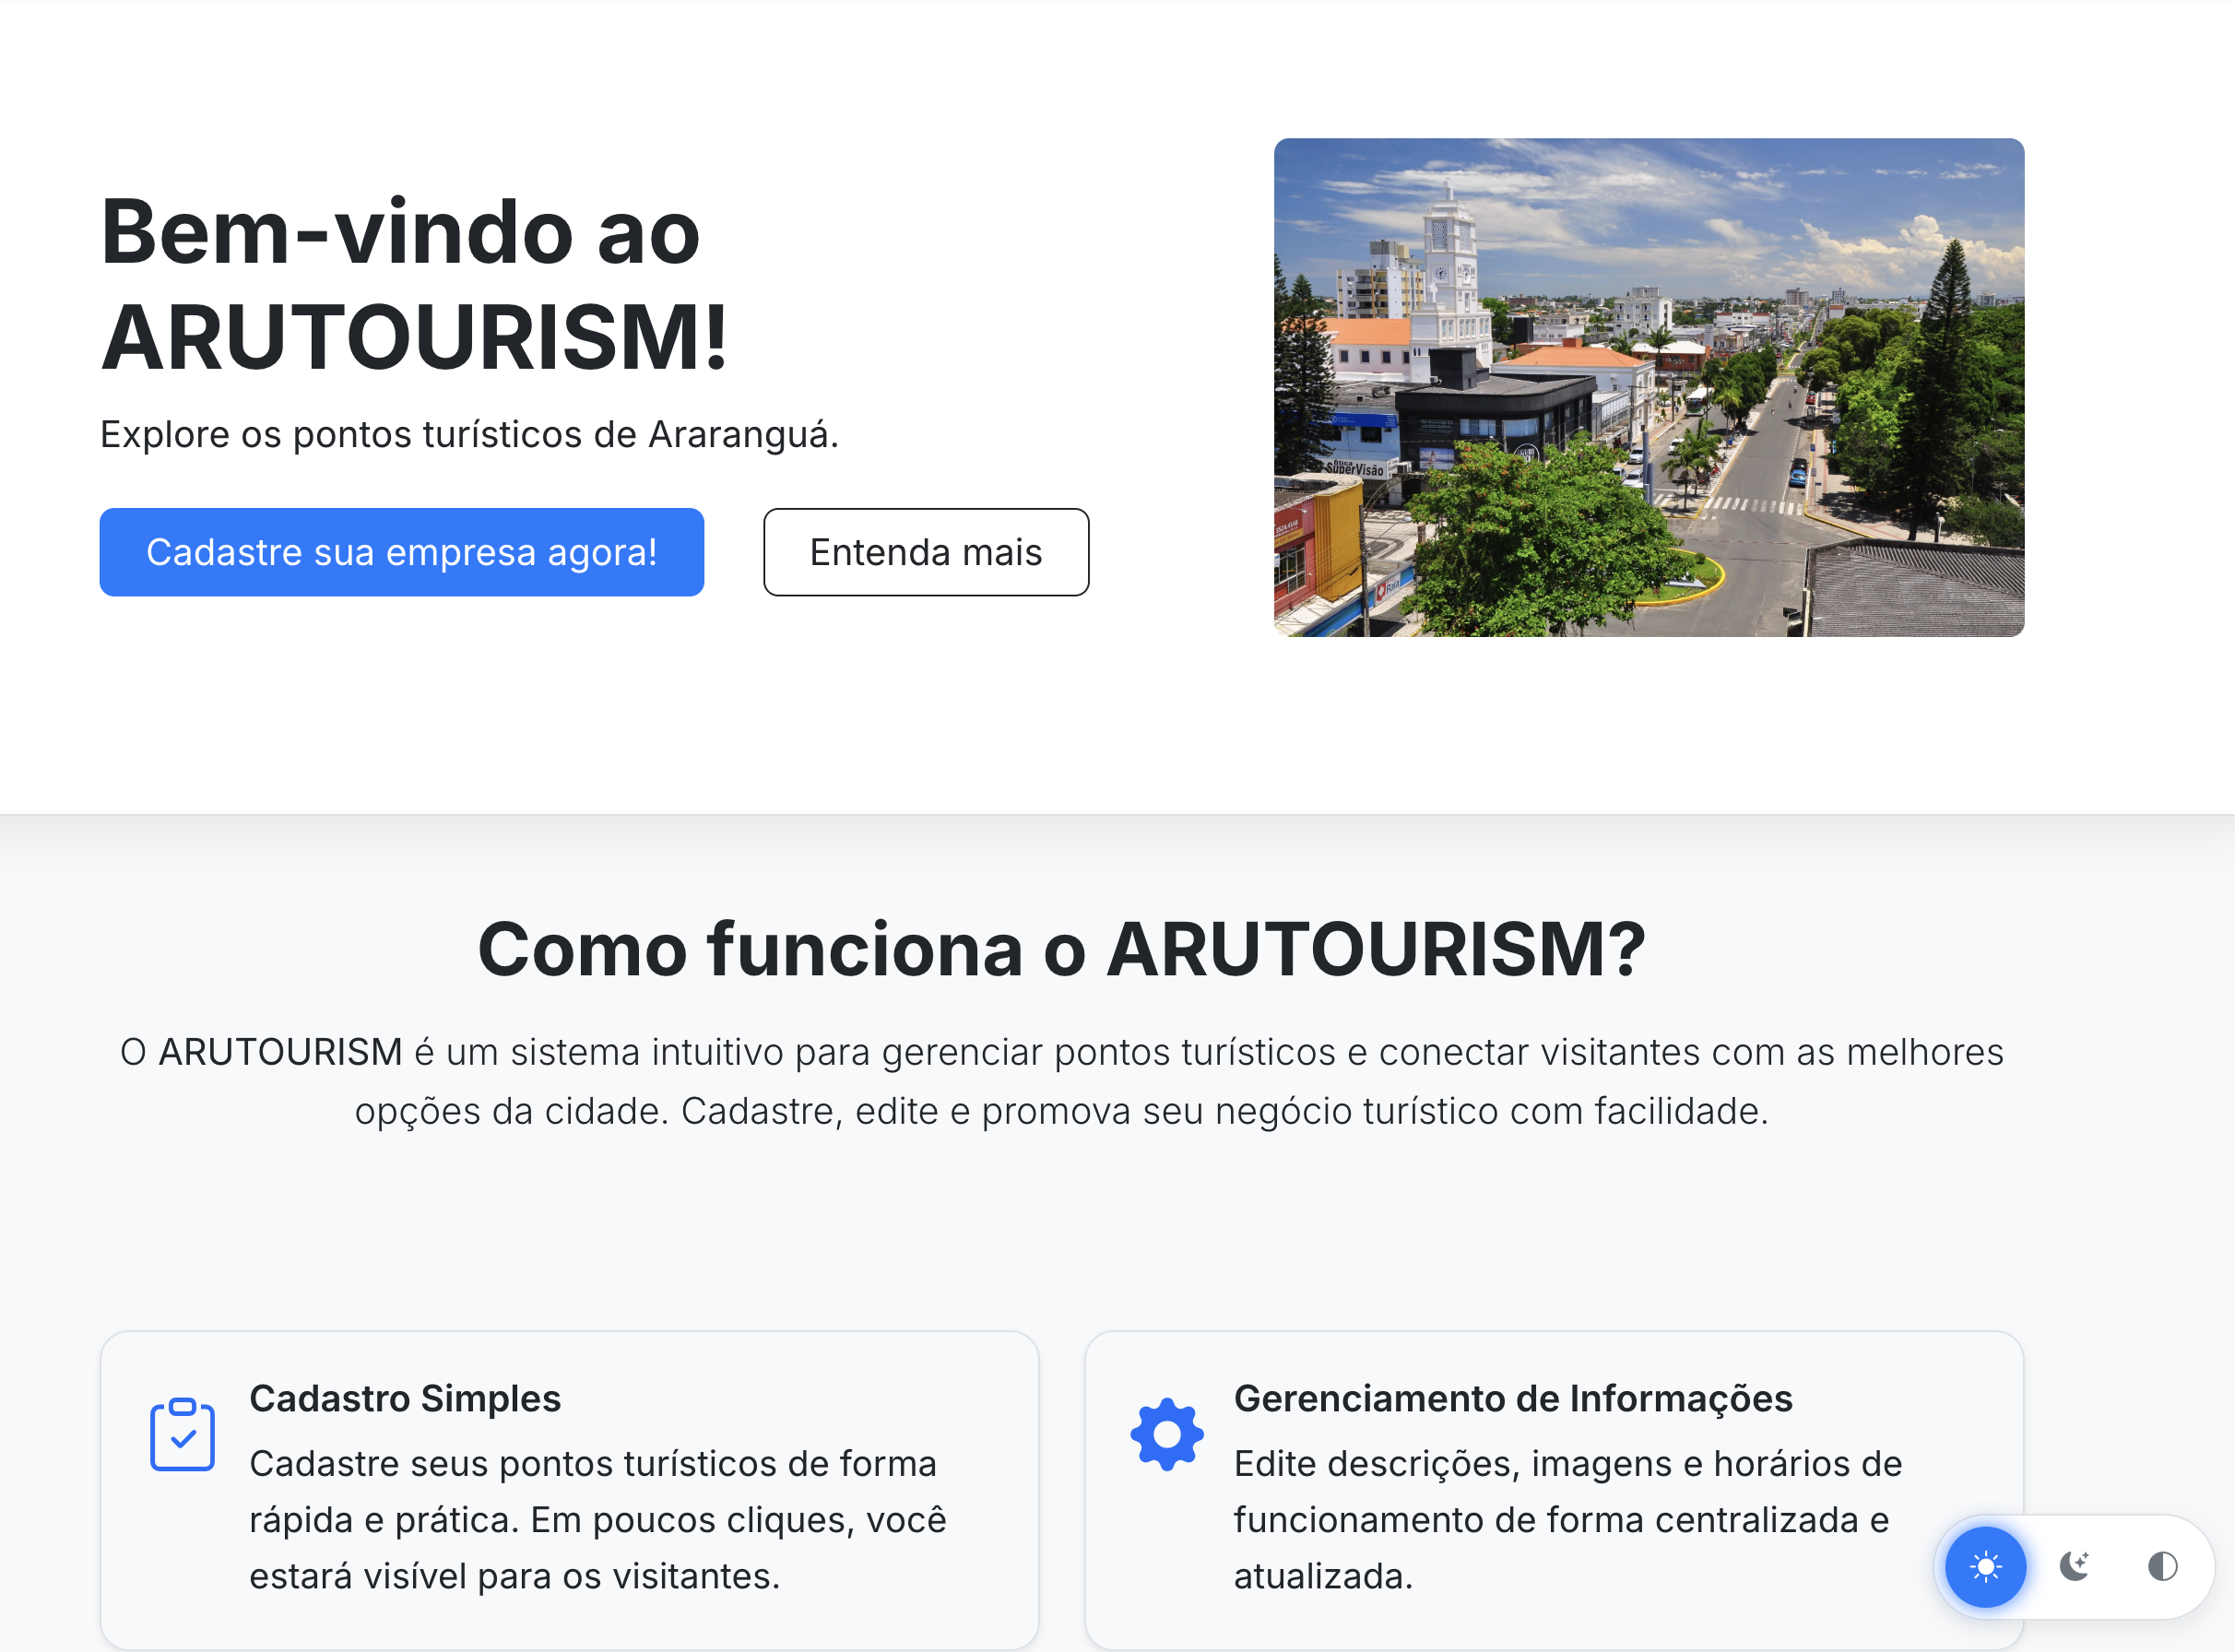 Bem-vindo ao
ARUTOURISM!
Explore os pontos turísticos de Araranguá.
Cadastre sua empresa agora!
Entenda mais
SuperVisão
Raia
Como funciona o ARUTOURISM?
O ARUTOURISM é um sistema intuitivo para gerenciar pontos turísticos e conectar visitantes com as melhores
opções da cidade. Cadastre, edite e promova seu negócio turístico com facilidade.
Cadastro Simples
Cadastre seus pontos turísticos de forma
rápida e prática. Em poucos cliques, você
estará visível para os visitantes.
Gerenciamento de Informações
Edite descrições, imagens e horários de
funcionamento de forma centralizada e
atualizada.